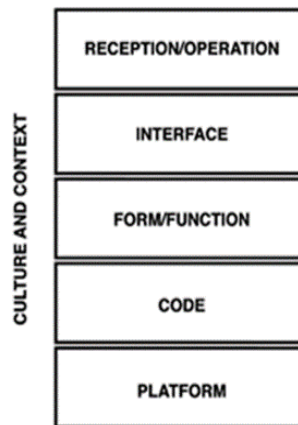 CULTURE AND CONTEXT
RECEPTION/OPERATION
INTERFACE
FORM/FUNCTION
CODE
PLATFORM